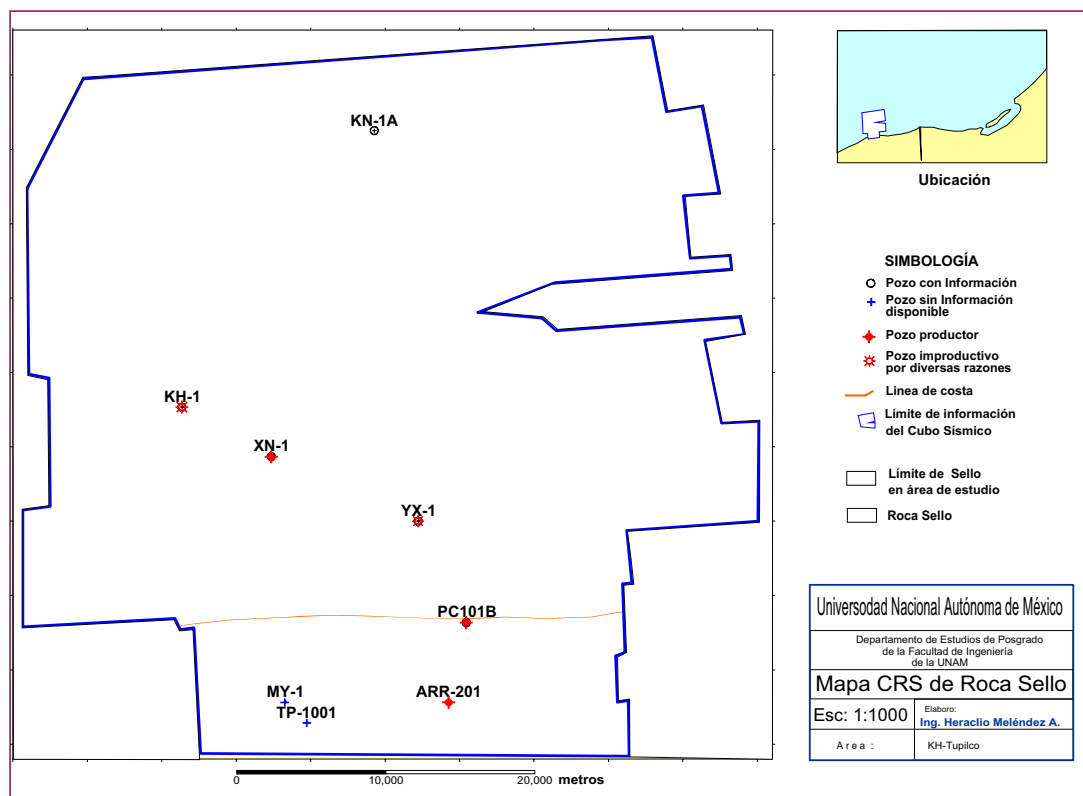 KN-1A
KH-1
XN-1
YX-1
PC101B
MY-1
TP-1001
ARR-201
0
10,000
20,000
metros
Ubicación
SIMBOLOGÍA
Pozo con Información
Pozo sin Información
disponible
Pozo productor
Pozo improductivo
por diversas razones
Linea de costa
Límite de información
del Cubo Sísmico
Límite de Sello
en área de estudio
Roca Sello
Universodad Nacional Autónoma de México
Departamento de Estudios de Posgrado
de la Facultad de Ingeniería
de la UNAM
Mapa CRS de Roca Sello
Esc: 1:1000
Elaboro:
Ing. Heraclio Meléndez A.
Area :
KH-Tupilco